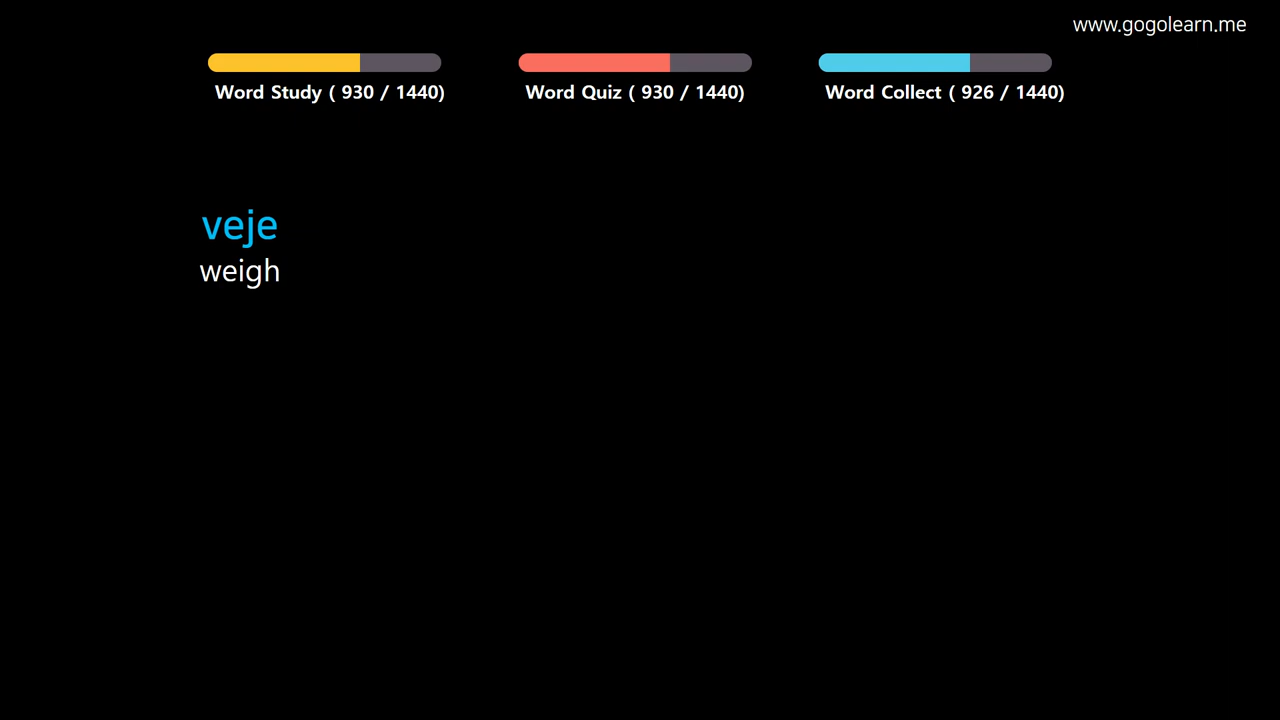 www.gogolearn.me
Word Study ( 930 / 1440)
Word Quiz ( 930 / 1440)
Word Collect ( 926 / 1440)
veje
weigh